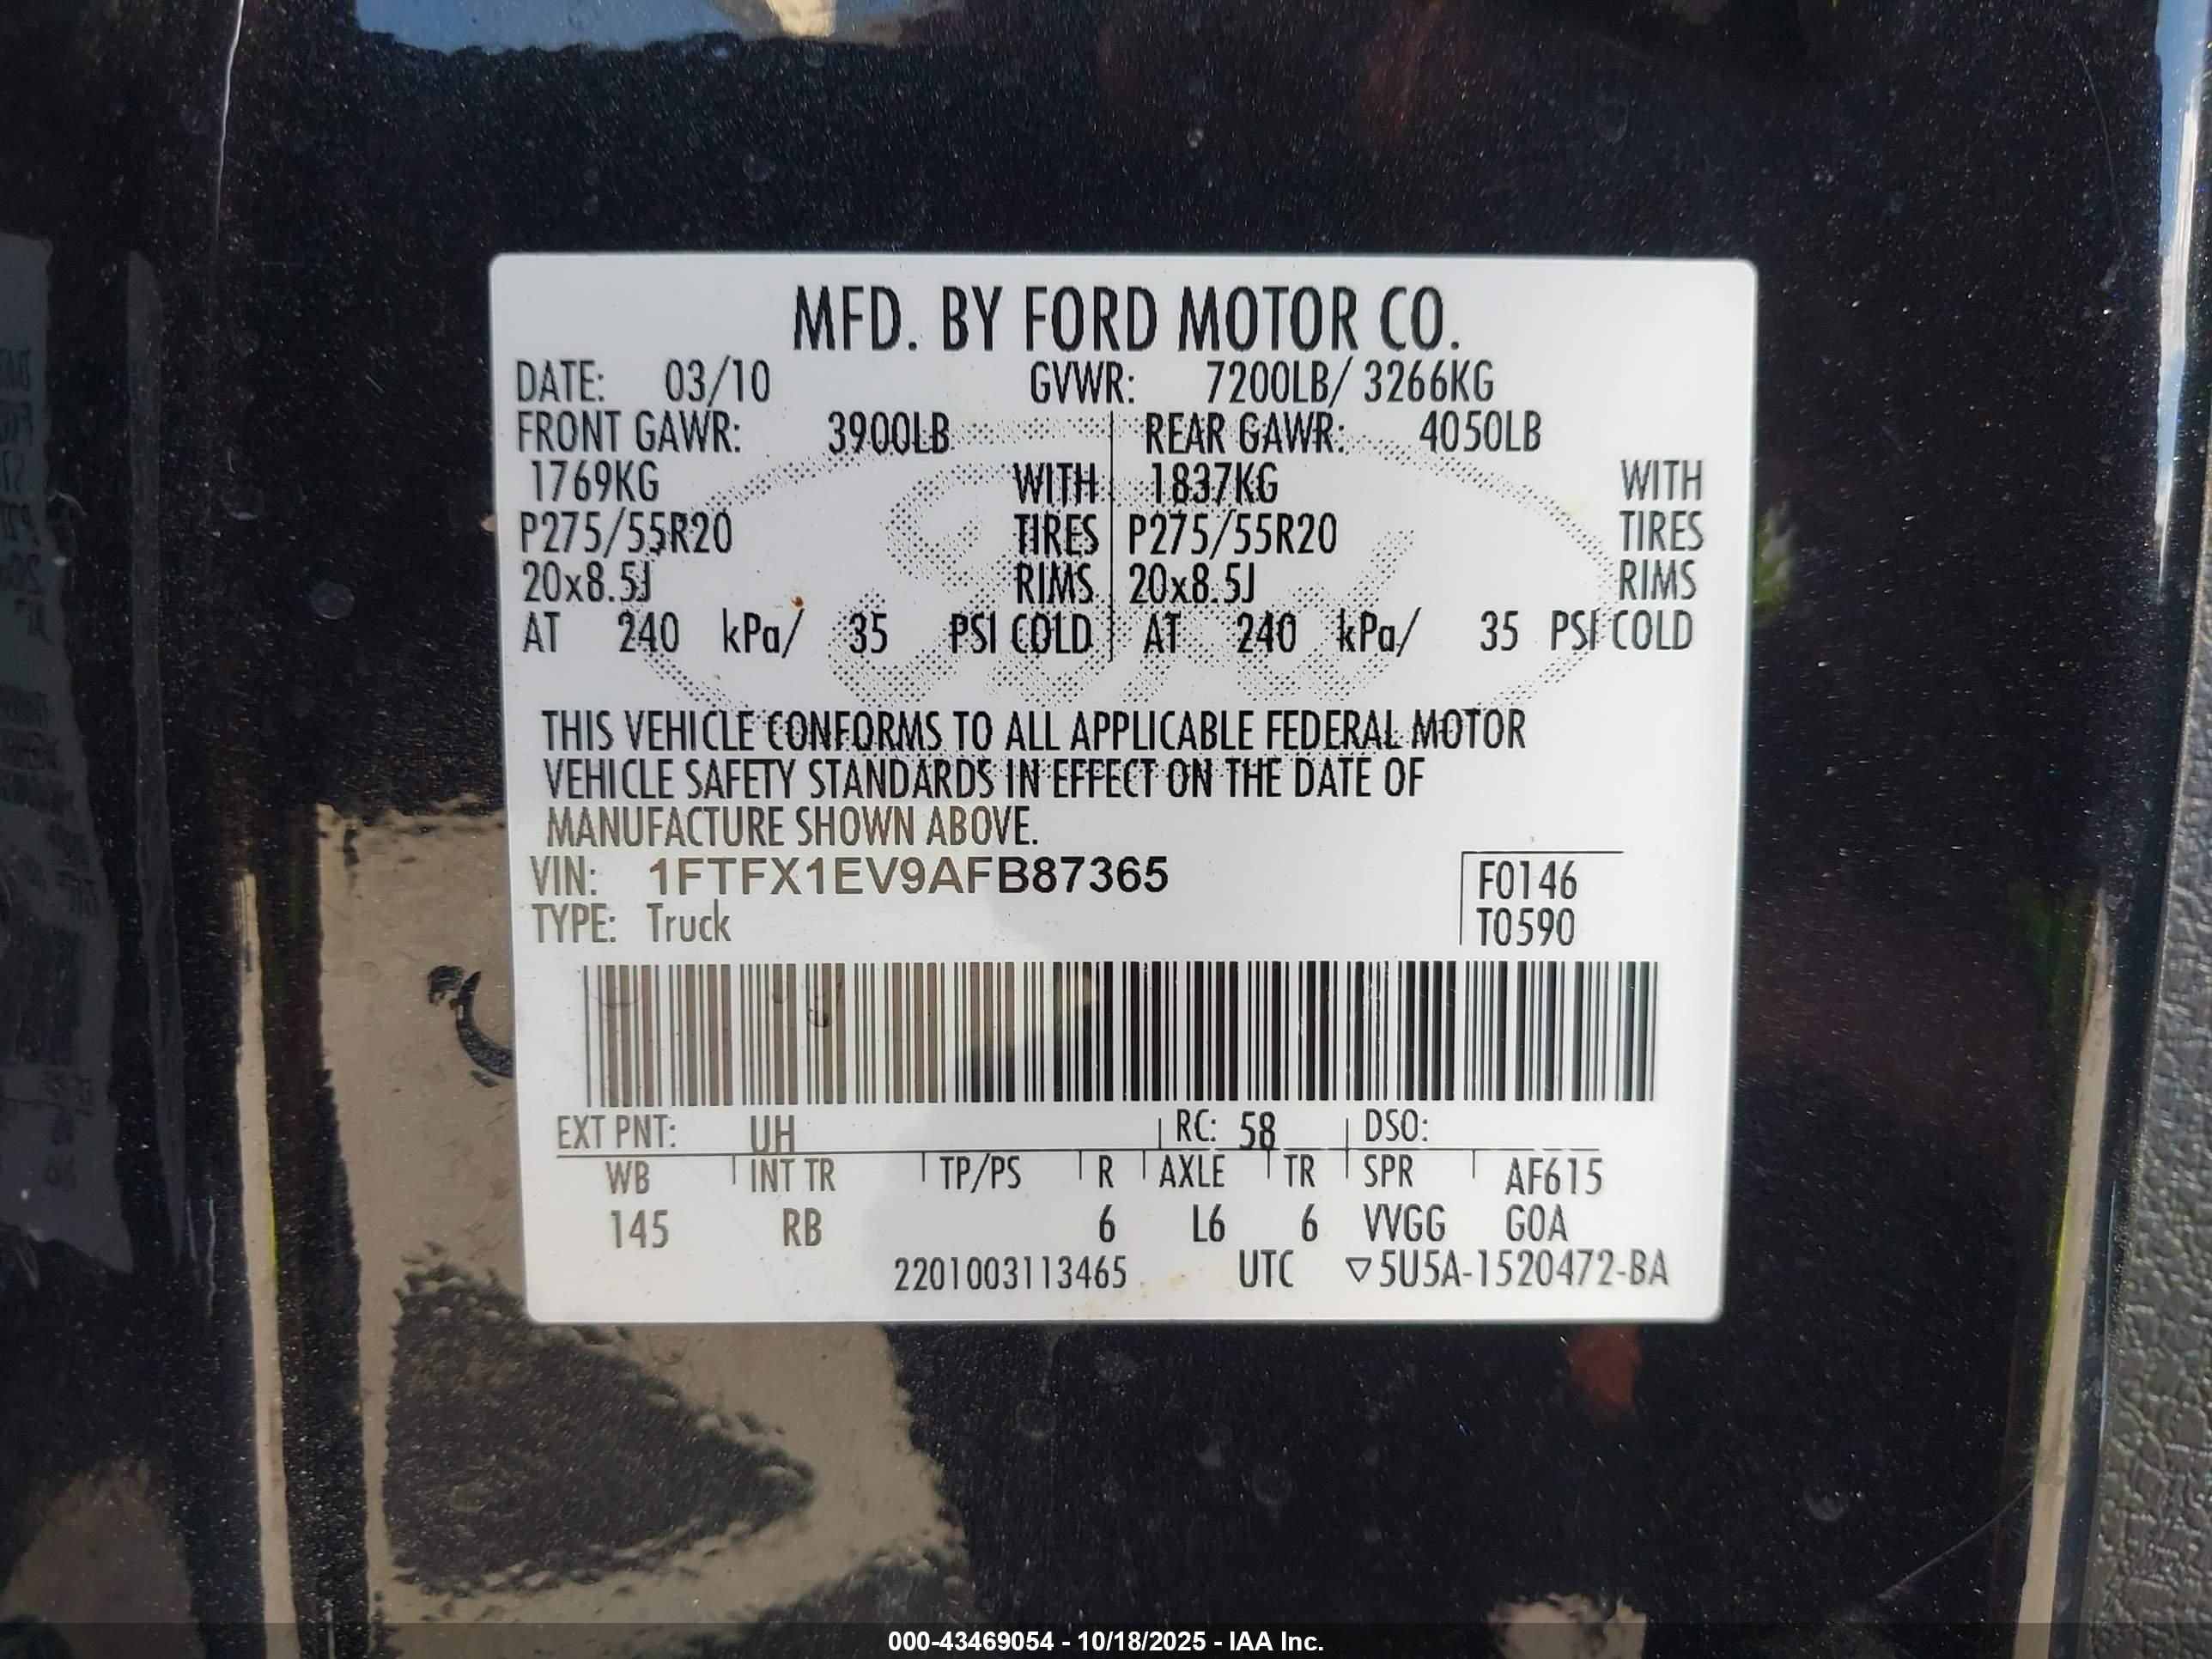 MFD. BY FORD MOTOR CO.
DATE: 03/10 GVWR: 7200LB/ 3266KG
FRONT GAWR: 3900LB REAR GAWR: 4050LB
1769KG WITH 1837KG WITH
P275/55R20 TIRES P275/55R20 TIRES
20x8.5J RIMS 20x8.5J RIMS
AT 240 kPa/ 35 PSI COLD AT 240 kPa/ 35 PSI COLD
THIS VEHICLE CONFORMS TO ALL APPLICABLE FEDERAL MOTOR
VEHICLE SAFETY STANDARDS IN EFFECT ON THE DATE OF
MANUFACTURE SHOWN ABOVE.
VIN: 1FTFX1EV9AFB87365 F0146
TYPE: Truck T0590
EXT PNT: UH RC: 58 DSO:
WB INT TR TP/PS R AXLE TR SPR AF615
145 RB 6 L6 6 VVGG GOA
2201003113465 UTC ▽5U5A-1520472-BA
000-43469054 - 10/18/2025 - IAA Inc.